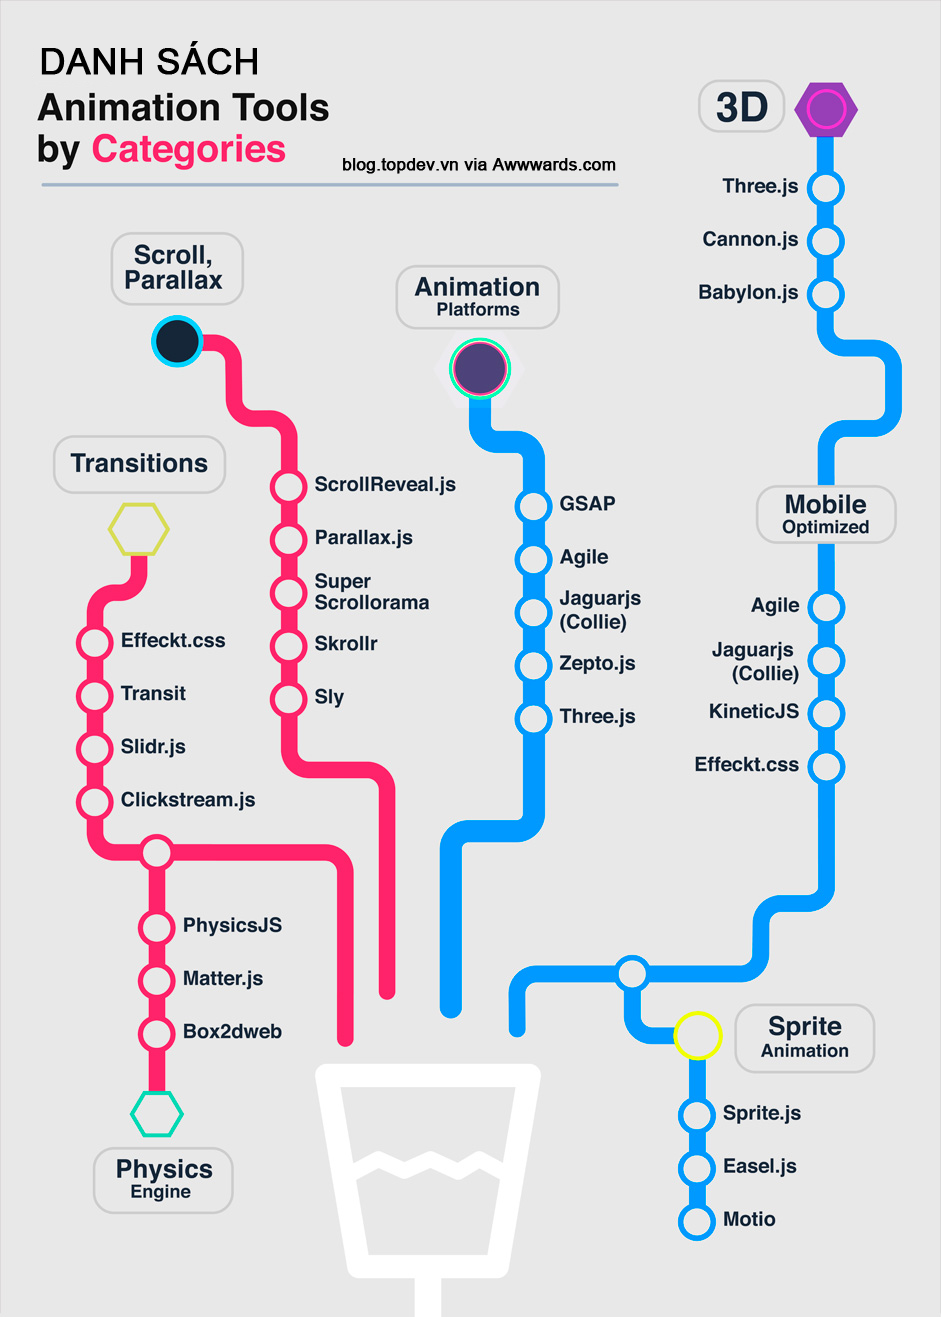 DANH SÁCH
Animation Tools
by Categories
blog.topdev.vn via Awwwards.com
3D
Three.js
Cannon.js
Babylon.js
Scroll,
Parallax
Animation
Platforms
Transitions
ScrollReveal.js
Parallax.js
Super
Scrollorama
Skrollr
Sly
GSAP
Agile
Jaguarjs
(Collie)
Zepto.js
Three.js
Mobile
Optimized
Agile
Jaguarjs
(Collie)
KineticJS
Effeckt.css
Effeckt.css
Transit
Slidr.js
Clickstream.js
PhysicsJS
Matter.js
Box2dweb
Physics
Engine
Sprite
Animation
Sprite.js
Easel.js
Motio